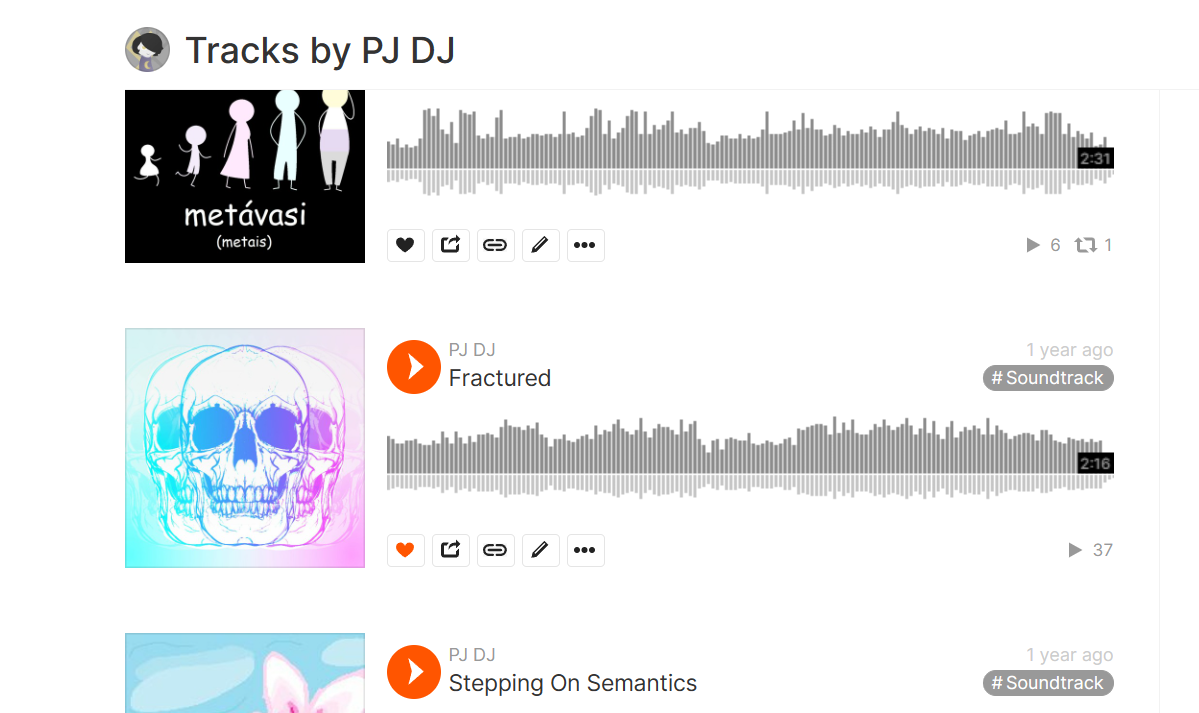 Tracks by PJ DJ
metávasi
(metais)
2:31
6 1
PJ DJ
1 year ago
Fractured
# Soundtrack
2:16
37
PJ DJ
1 year ago
Stepping On Semantics
# Soundtrack